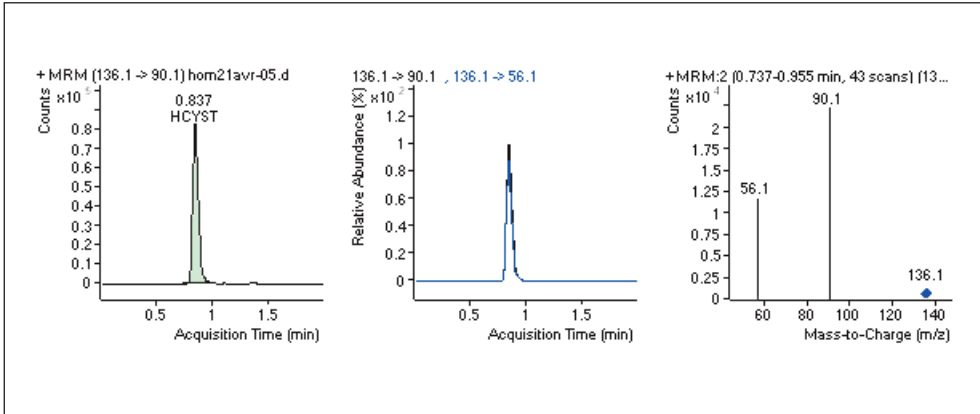 + MRM (136.1 -> 90.1) hom21avr-05.d
Counts
x10
0.837
HCYST
0.8
0.7
0.6
0.5
0.4
0.3
0.2
0.1
0
0.5 1 1.5
Acquisition Time (min)
136.1 -> 90.1 , 136.1 -> 56.1
Relative Abundance (%)
x10 2
1.2
1
0.8
0.6
0.4
0.2
0
0.5 1 1.5
Acquisition Time (min)
+MRM:2 (0.737-0.955 min, 43 scans) (13...
Counts
x10 4
90.1
2
1.75
1.5
56.1
1.25
1
0.75
0.5
136.1
0.25
0
60 80 100 120 140
Mass-to-Charge (m/z)